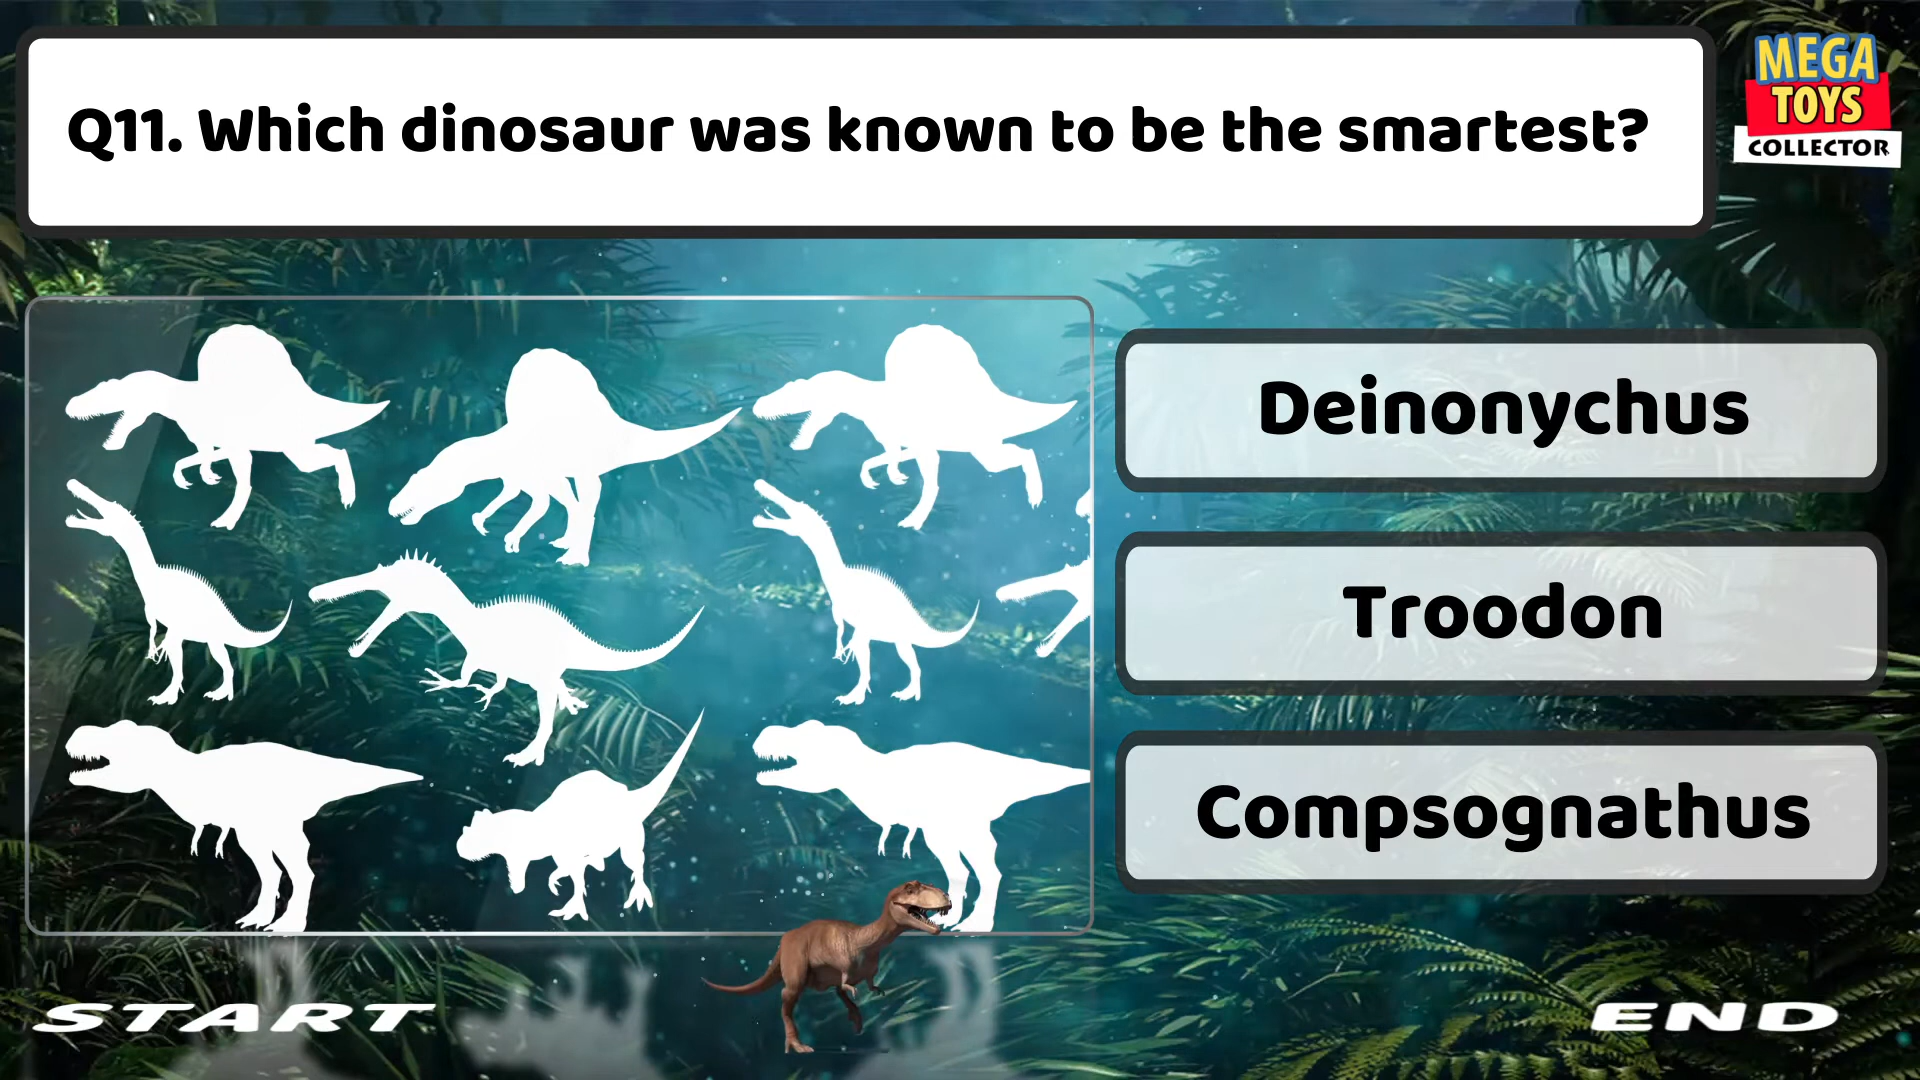 Q11. Which dinosaur was known to be the smartest?
MEGA
TOYS
COLLECTOR
Deinonychus
Troodon
Compsognathus
START
END